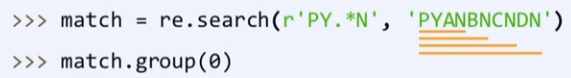 >>> match = re.search(r'PY.*N', 'PYANBNCNDN')
>>> match.group(0)